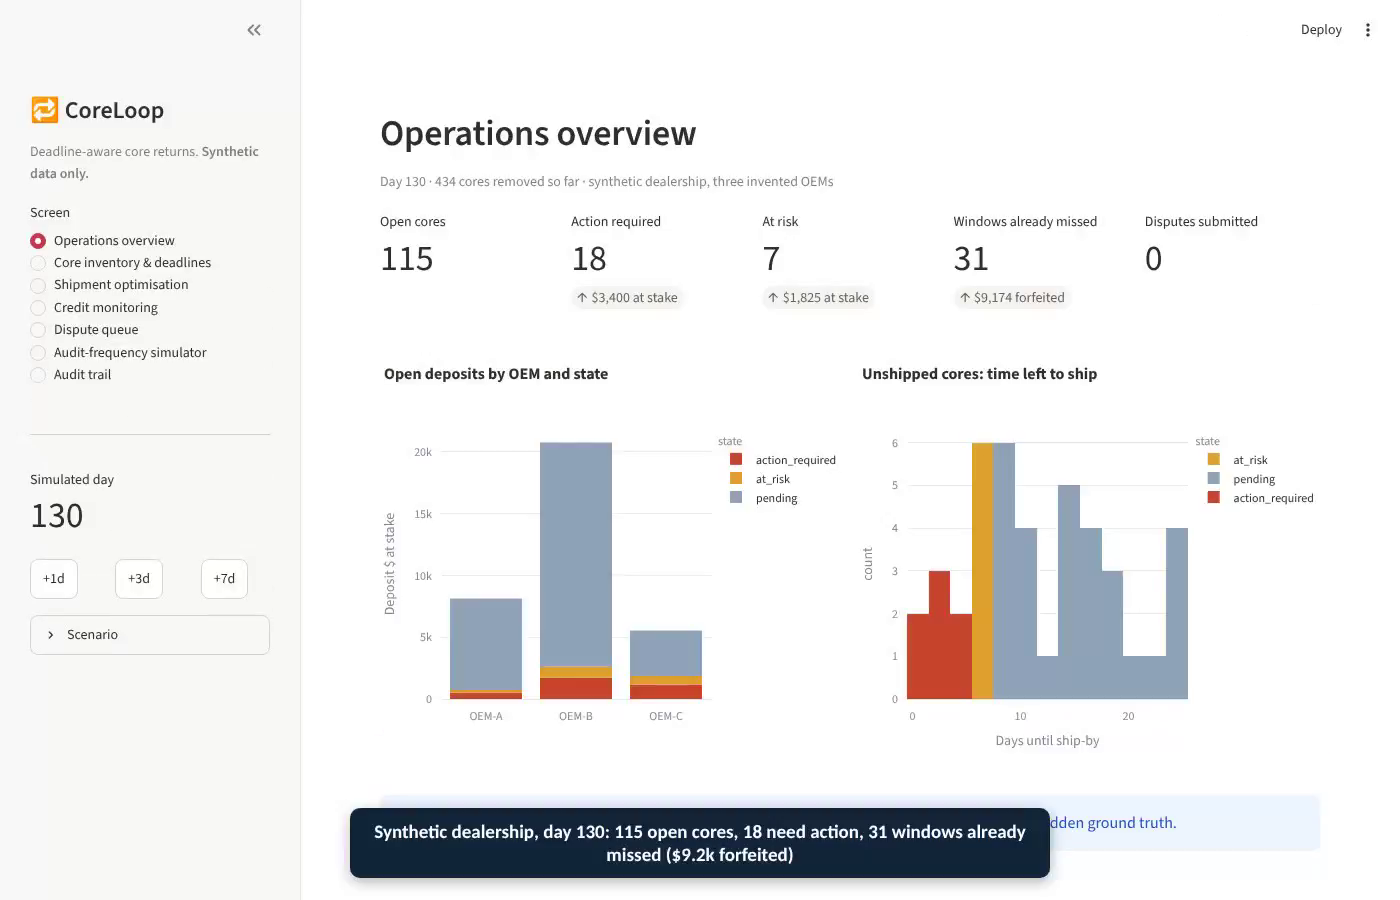 Deploy
CoreLoop
Deadline-aware core returns. Synthetic
data only.
Screen
Operations overview
Core inventory & deadlines
Shipment optimisation
Credit monitoring
Dispute queue
Audit-frequency simulator
Audit trail
Simulated day
130
+1d
+3d
+7d
Scenario
Operations overview
Day 130 · 434 cores removed so far · synthetic dealership, three invented OEMs
Open cores
115
Action required
18
↑ $3,400 at stake
At risk
7
↑ $1,825 at stake
Windows already missed
31
↑ $9,174 forfeited
Disputes submitted
0
Open deposits by OEM and state
Deposit $ at stake
20k
15k
10k
5k
0
OEM-A
OEM-B
OEM-C
state
action_required
at_risk
pending
Unshipped cores: time left to ship
count
6
5
4
3
2
1
0
0
10
20
Days until ship-by
state
at_risk
pending
action_required
ground truth.
Synthetic dealership, day 130: 115 open cores, 18 need action, 31 windows already
missed ($9.2k forfeited)